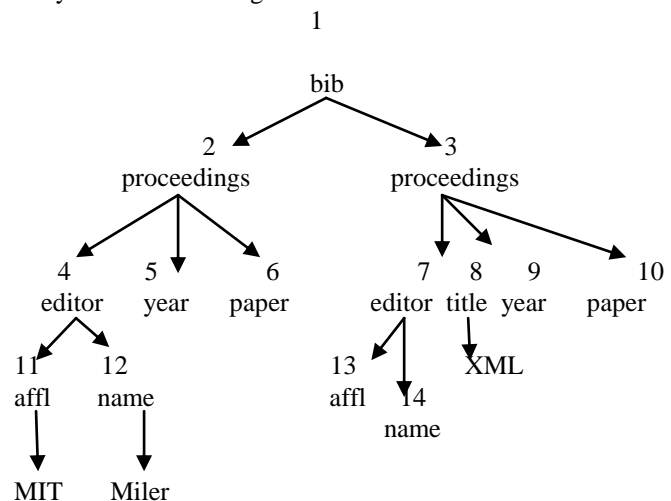 1
bib
2 3
proceedings proceedings
4 5 6 7 8 9 10
editor year paper editor title year paper
11 12 13 XML
affl name affl 14
name
MIT Miler